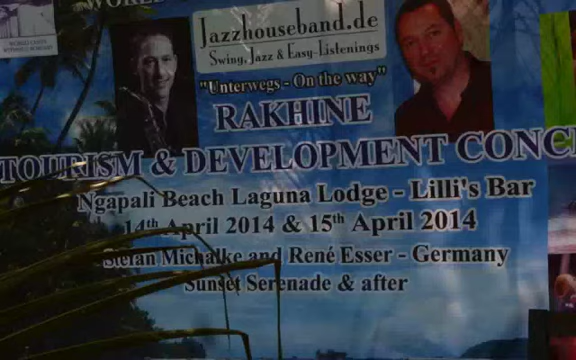 Jazzhouseband.de
Swing, Jazz & Easy-Listenings
"Unterwegs - On the way"
RAKHINE
TOURISM & DEVELOPMENT CONCE
Ngapali Beach Laguna Lodge - Lilli's Bar
14th April 2014 & 15th April 2014
Stefan Michalke and René Esser - Germany
Sunset Serenade & after